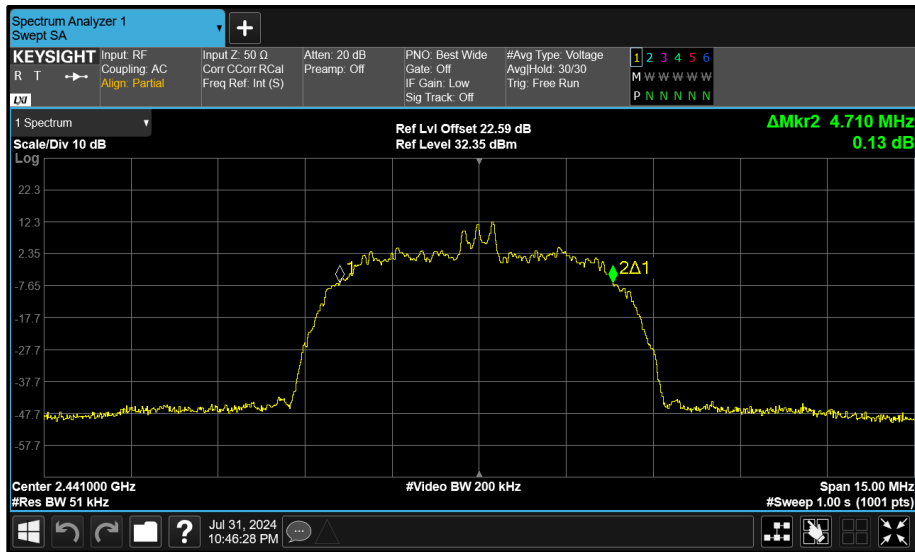 Spectrum Analyzer 1
Swept SA
+
KEYSIGHT
R T
LXI
Input: RF
Coupling: AC
Align: Partial
Input Z: 50 Ω
Corr CCorr RCal
Freq Ref: Int (S)
Atten: 20 dB
Preamp: Off
PNO: Best Wide
Gate: Off
IF Gain: Low
Sig Track: Off
#Avg Type: Voltage
Avg|Hold: 30/30
Trig: Free Run
1 2 3 4 5 6
M W W W W W
P N N N N N
1 Spectrum
Scale/Div 10 dB
Ref Lvl Offset 22.59 dB
Ref Level 32.35 dBm
ΔMkr2 4.710 MHz
0.13 dB
Log
22.3
12.3
2.35
-7.65
-17.7
-27.7
-37.7
-47.7
-57.7
1
2Δ1
Center 2.441000 GHz
#Video BW 200 kHz
Span 15.00 MHz
#Res BW 51 kHz
#Sweep 1.00 s (1001 pts)
?
Jul 31, 2024
10:46:28 PM